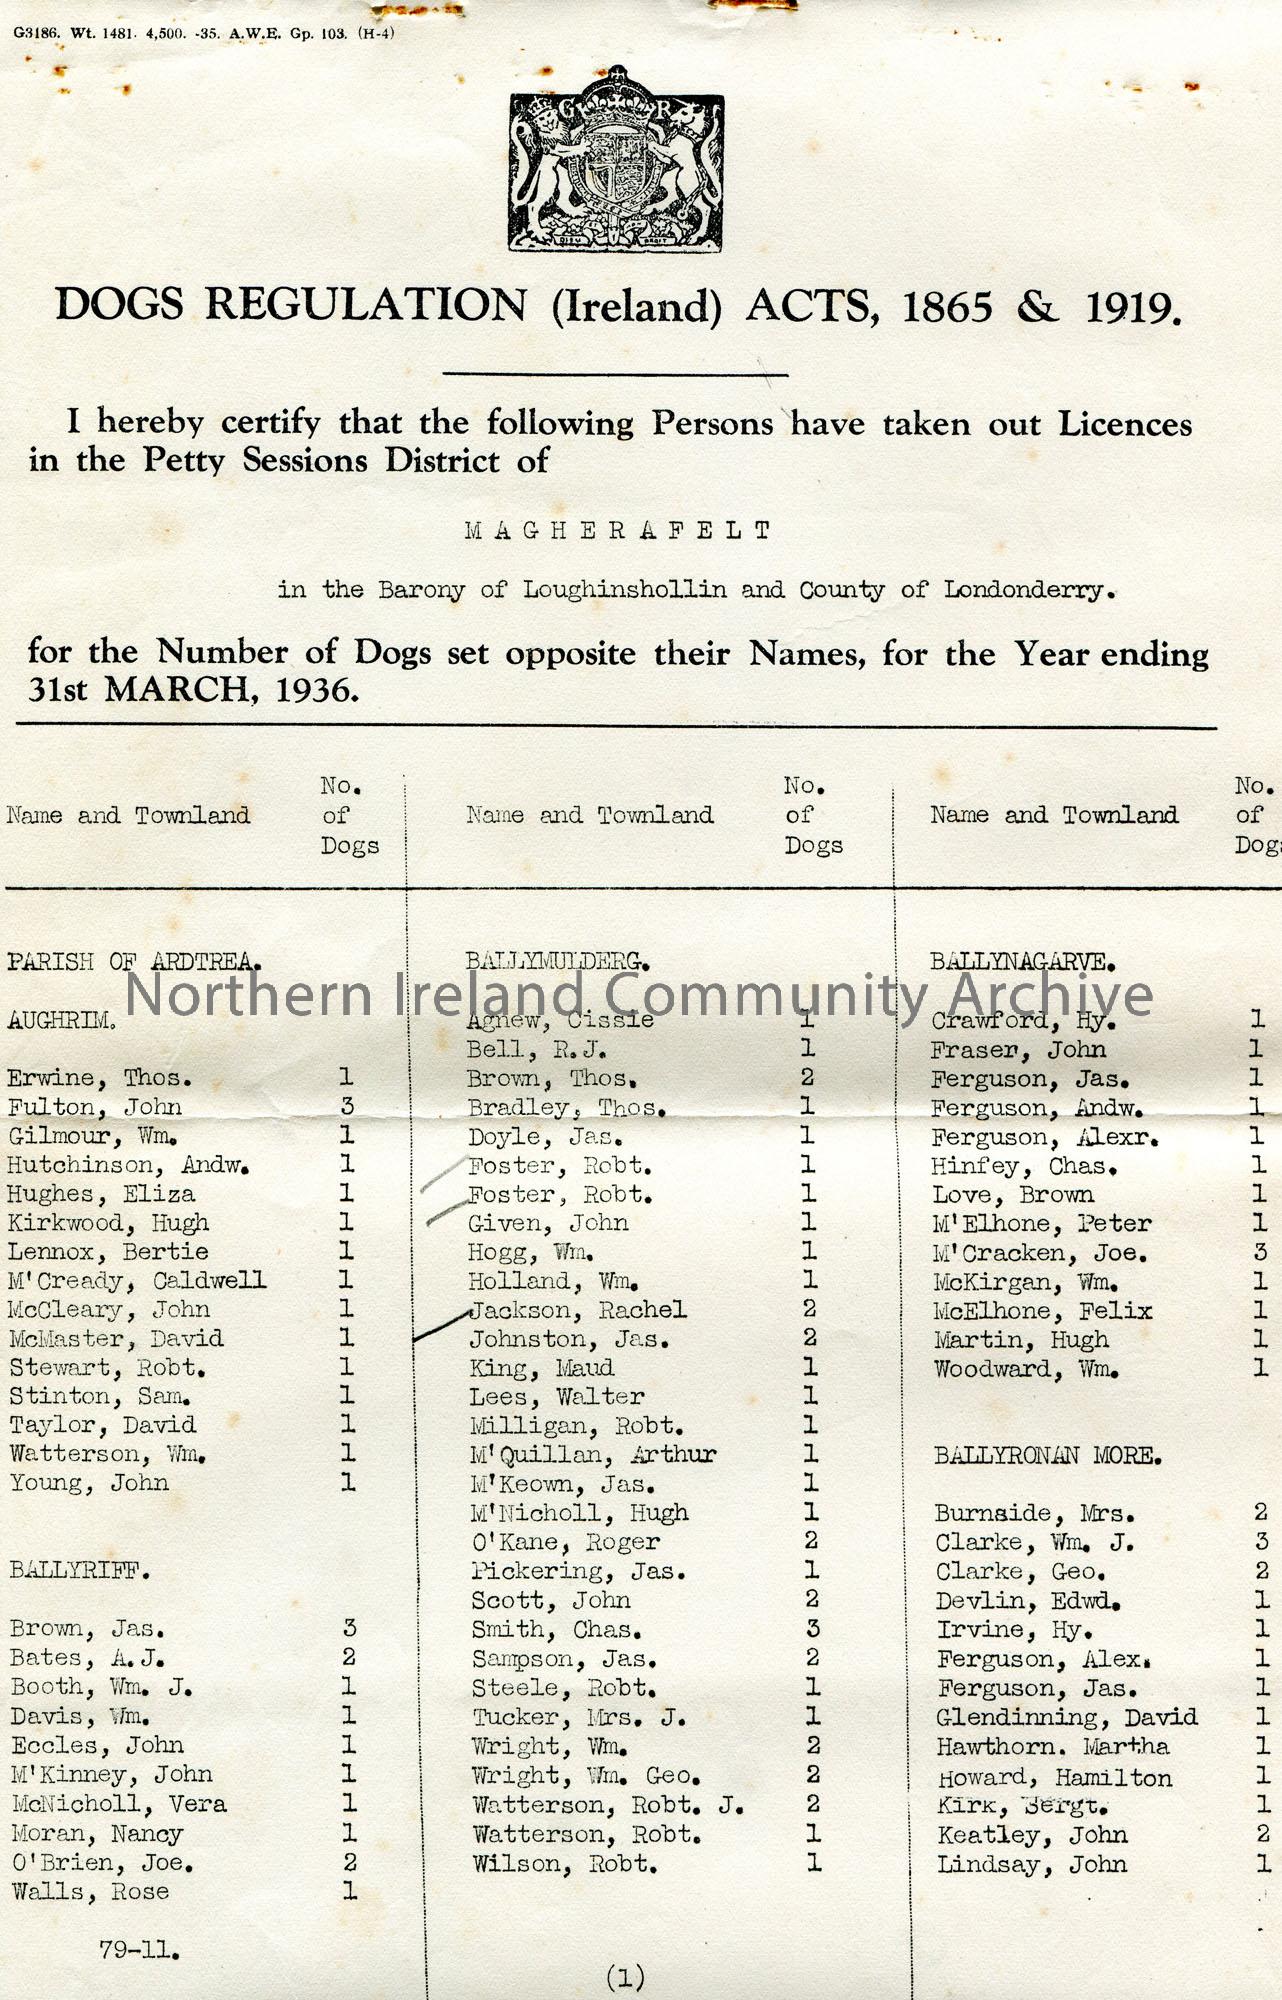 G3186. Wt. 1481. 4,500. -35. A.W.E. Gp. 103. (H-4)
G R
DIEU DROIT
DOGS REGULATION (Ireland) ACTS, 1865 & 1919.
I hereby certify that the following Persons have taken out Licences
in the Petty Sessions District of
MAGHERAFELT
in the Barony of Loughinshollin and County of Londonderry.
for the Number of Dogs set opposite their Names, for the Year ending
31st MARCH, 1936.
Name and Townland No. of Dogs
PARISH OF ARDTREA.
AUGHRIM.
Erwine, Thos. 1
Fulton, John 3
Gilmour, Wm. 1
Hutchinson, Andw. 1
Hughes, Eliza 1
Kirkwood, Hugh 1
Lennox, Bertie 1
M'Cready, Caldwell 1
McCleary, John 1
McMaster, David 1
Stewart, Robt. 1
Stinton, Sam. 1
Taylor, David 1
Watterson, Wm. 1
Young, John 1
BALLYRIFF.
Brown, Jas. 3
Bates, A.J. 2
Booth, Wm. J. 1
Davis, Wm. 1
Eccles, John 1
M'Kinney, John 1
McNicholl, Vera 1
Moran, Nancy 1
O'Brien, Joe. 2
Walls, Rose 1
79-11.
Name and Townland No. of Dogs
BALLYMULDERG.
Agnew, Cissie 1
Bell, R.J. 1
Brown, Thos. 2
Bradley, Thos. 1
Doyle, Jas. 1
Foster, Robt. 1
Foster, Robt. 1
Given, John 1
Hogg, Wm. 1
Holland, Wm. 1
Jackson, Rachel 2
Johnston, Jas. 2
King, Maud 1
Lees, Walter 1
Milligan, Robt. 1
M'Quillan, Arthur 1
M'Keown, Jas. 1
M'Nicholl, Hugh 1
O'Kane, Roger 2
Pickering, Jas. 1
Scott, John 2
Smith, Chas. 3
Sampson, Jas. 2
Steele, Robt. 1
Tucker, Mrs. J. 1
Wright, Wm. 2
Wright, Wm. Geo. 2
Watterson, Robt. J. 2
Watterson, Robt. 1
Wilson, Robt. 1
(1)
Name and Townland No. of Dogs
BALLYNAGARVE.
Crawford, Hy. 1
Fraser, John 1
Ferguson, Jas. 1
Ferguson, Andw. 1
Ferguson, Alexr. 1
Hinfey, Chas. 1
Love, Brown 1
M'Elhone, Peter 1
M'Cracken, Joe. 3
McKirgan, Wm. 1
McElhone, Felix 1
Martin, Hugh 1
Woodward, Wm. 1
BALLYRONAN MORE.
Burnside, Mrs. 2
Clarke, Wm. J. 3
Clarke, Geo. 2
Devlin, Edwd. 1
Irvine, Hy. 1
Ferguson, Alex. 1
Ferguson, Jas. 1
Glendinning, David 1
Hawthorn. Martha 1
Howard, Hamilton 1
Kirk, Sergt. 1
Keatley, John 2
Lindsay, John 1
Northern Ireland Community Archive